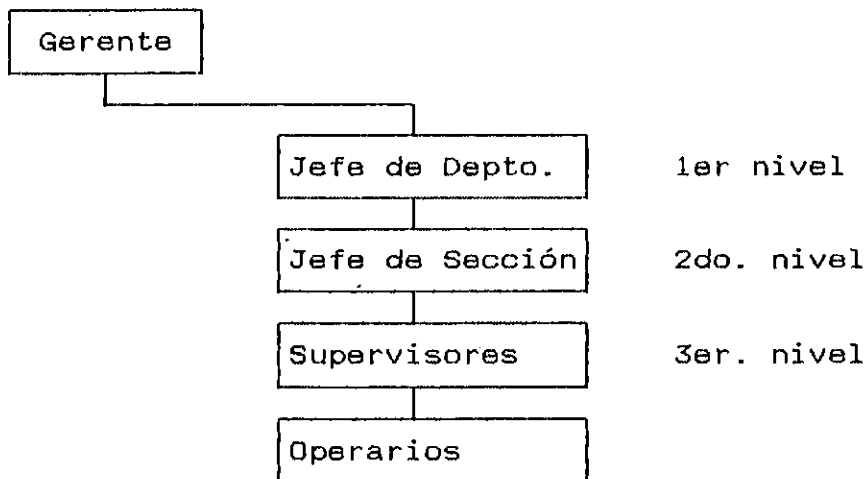 Gerente
Jefe de Depto. 1er nivel
Jefe de Sección 2do. nivel
Supervisores 3er. nivel
Operarios